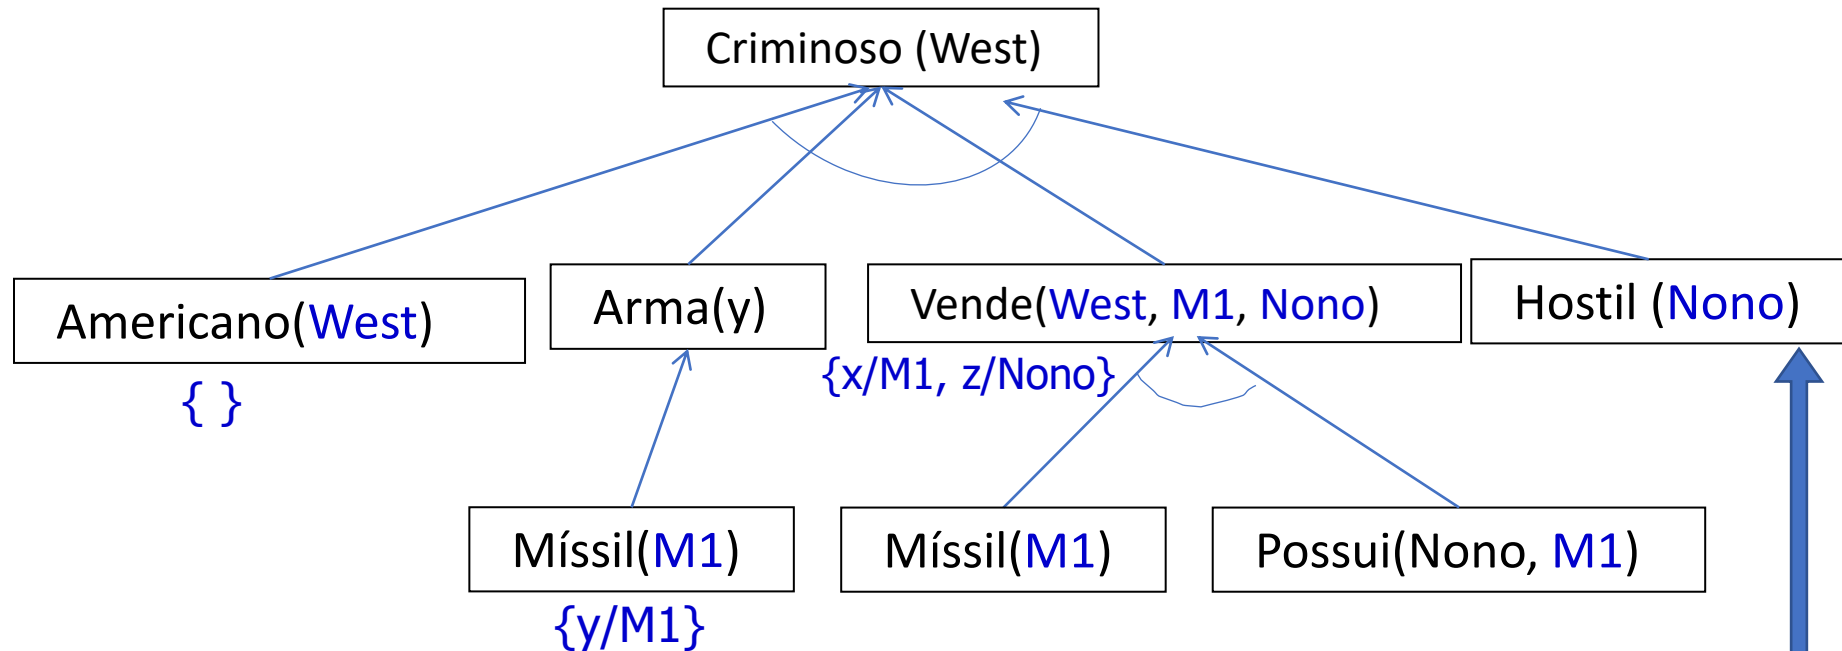 Criminoso (West)
Americano(West)
Arma(y)
Vende(West, M1, Nono)
Hostil (Nono)
{ }
{x/M1, z/Nono}
Míssil(M1)
Míssil(M1)
Possui(Nono, M1)
{y/M1}